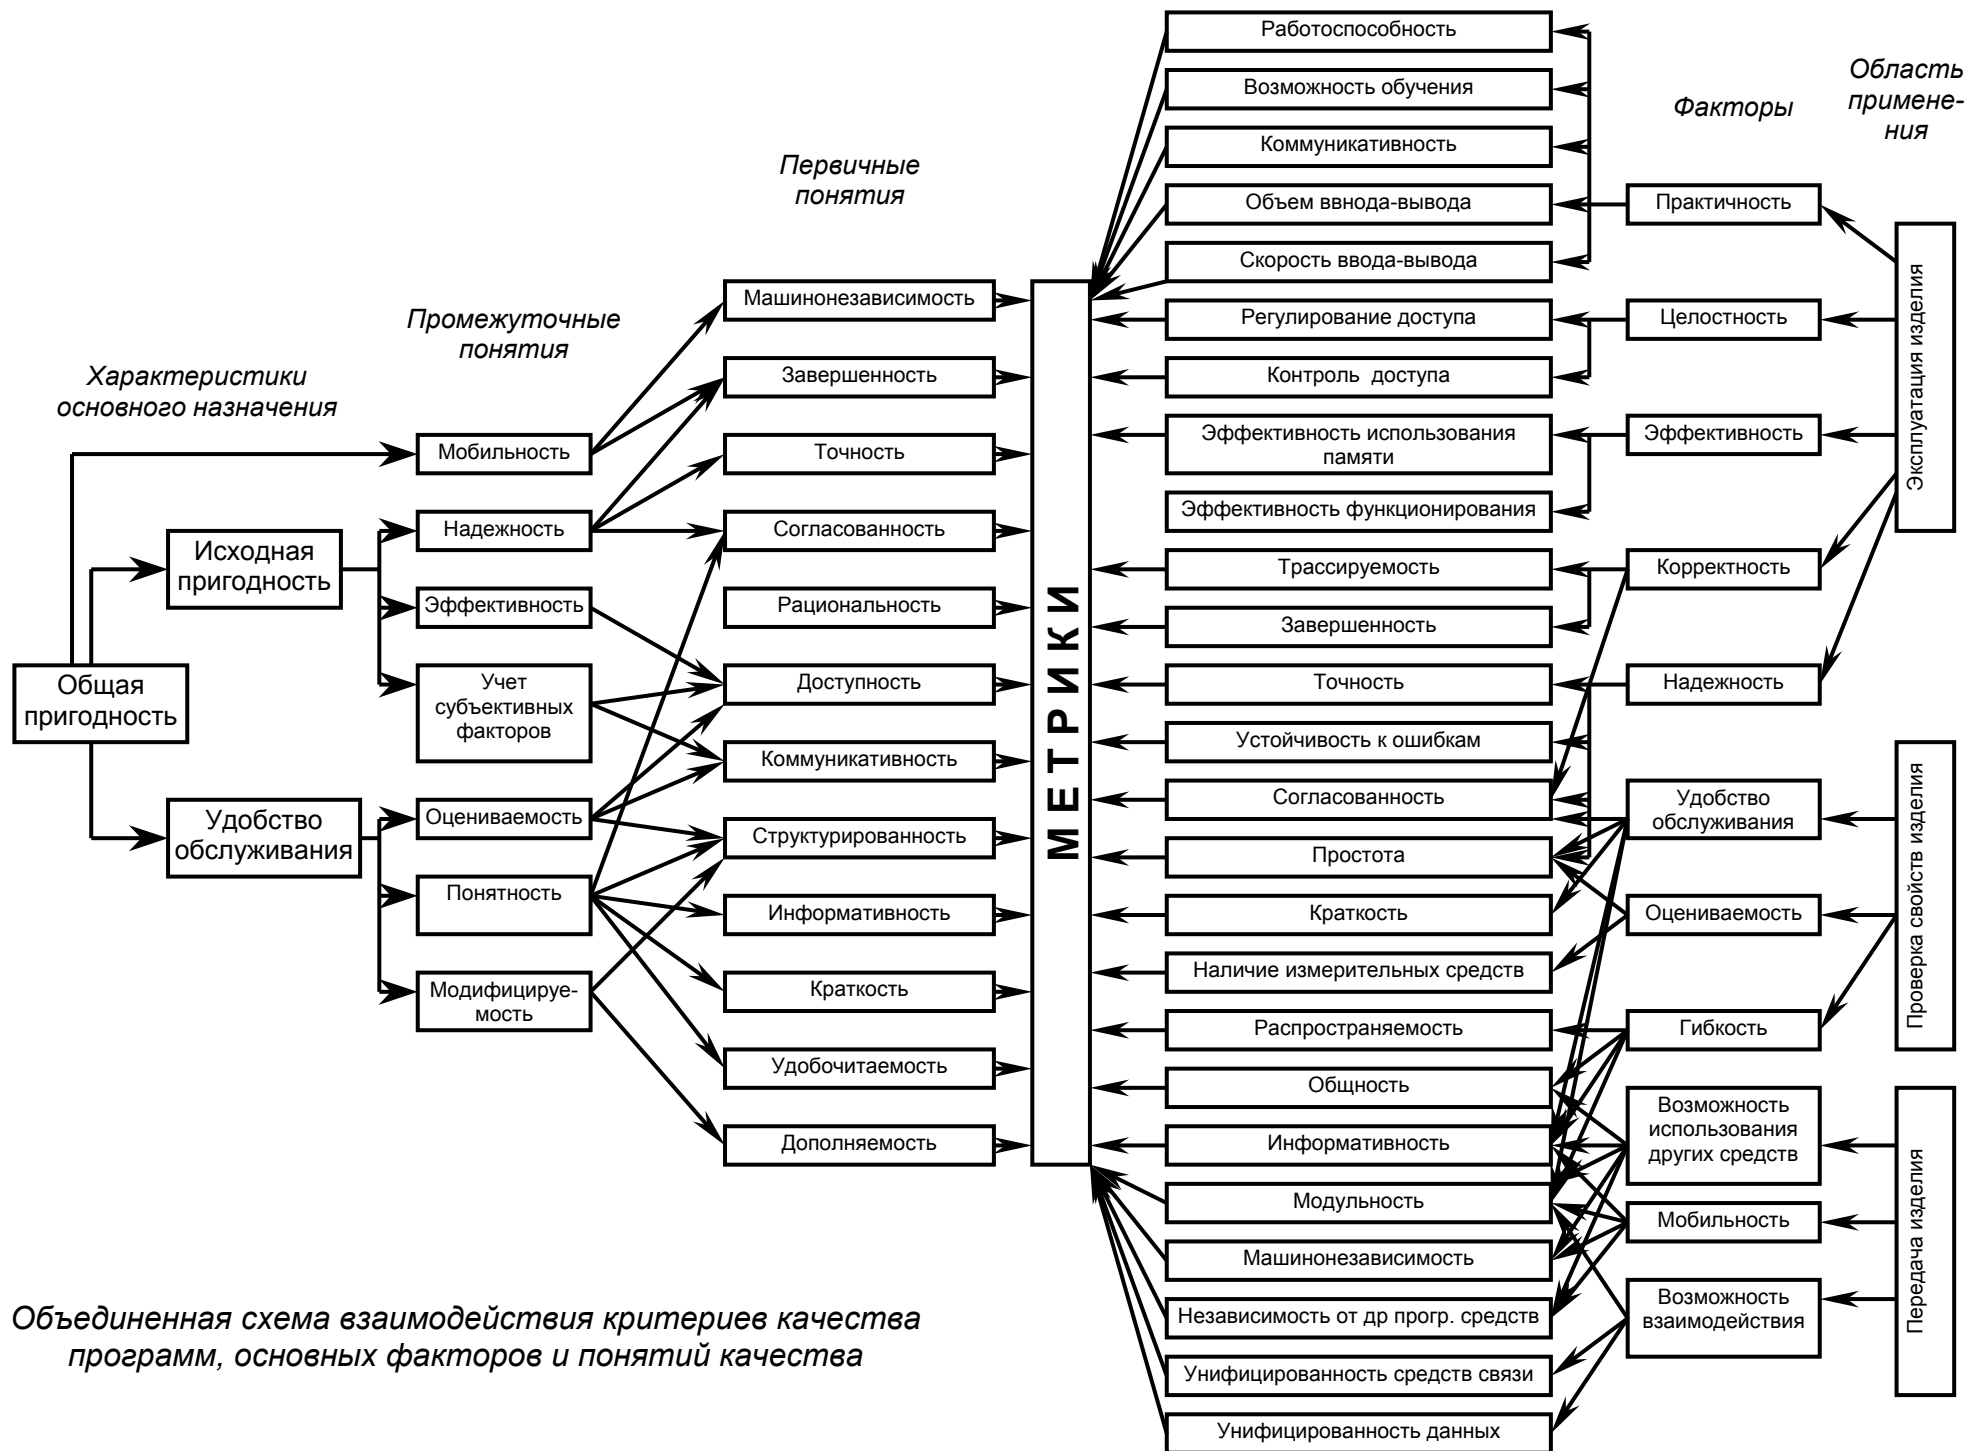 Характеристики
основного назначения
Промежуточные
понятия
Первичные
понятия
Факторы
Область
примене-
ния
Общая
пригодность
Исходная
пригодность
Удобство
обслуживания
Мобильность
Надежность
Эффективность
Учет
субъективных
факторов
Оцениваемость
Понятность
Модифицируе-
мость
Машинонезависимость
Завершенность
Точность
Согласованность
Рациональность
Доступность
Коммуникативность
Структурированность
Информативность
Краткость
Удобочитаемость
Дополняемость
МЕТРИКИ
Работоспособность
Возможность обучения
Коммуникативность
Объем ввнода-вывода
Скорость ввода-вывода
Регулирование доступа
Контроль доступа
Эффективность использования
памяти
Эффективность функционирования
Трассируемость
Завершенность
Точность
Устойчивость к ошибкам
Согласованность
Простота
Краткость
Наличие измерительных средств
Распространяемость
Общность
Информативность
Модульность
Машинонезависимость
Независимость от др прогр. средств
Унифицированность средств связи
Унифицированность данных
Практичность
Целостность
Эффективность
Корректность
Надежность
Удобство
обслуживания
Оцениваемость
Гибкость
Возможность
использования
других средств
Мобильность
Возможность
взаимодействия
Эксплуатация изделия
Проверка свойств изделия
Передача изделия
Объединенная схема взаимодействия критериев качества
программ, основных факторов и понятий качества